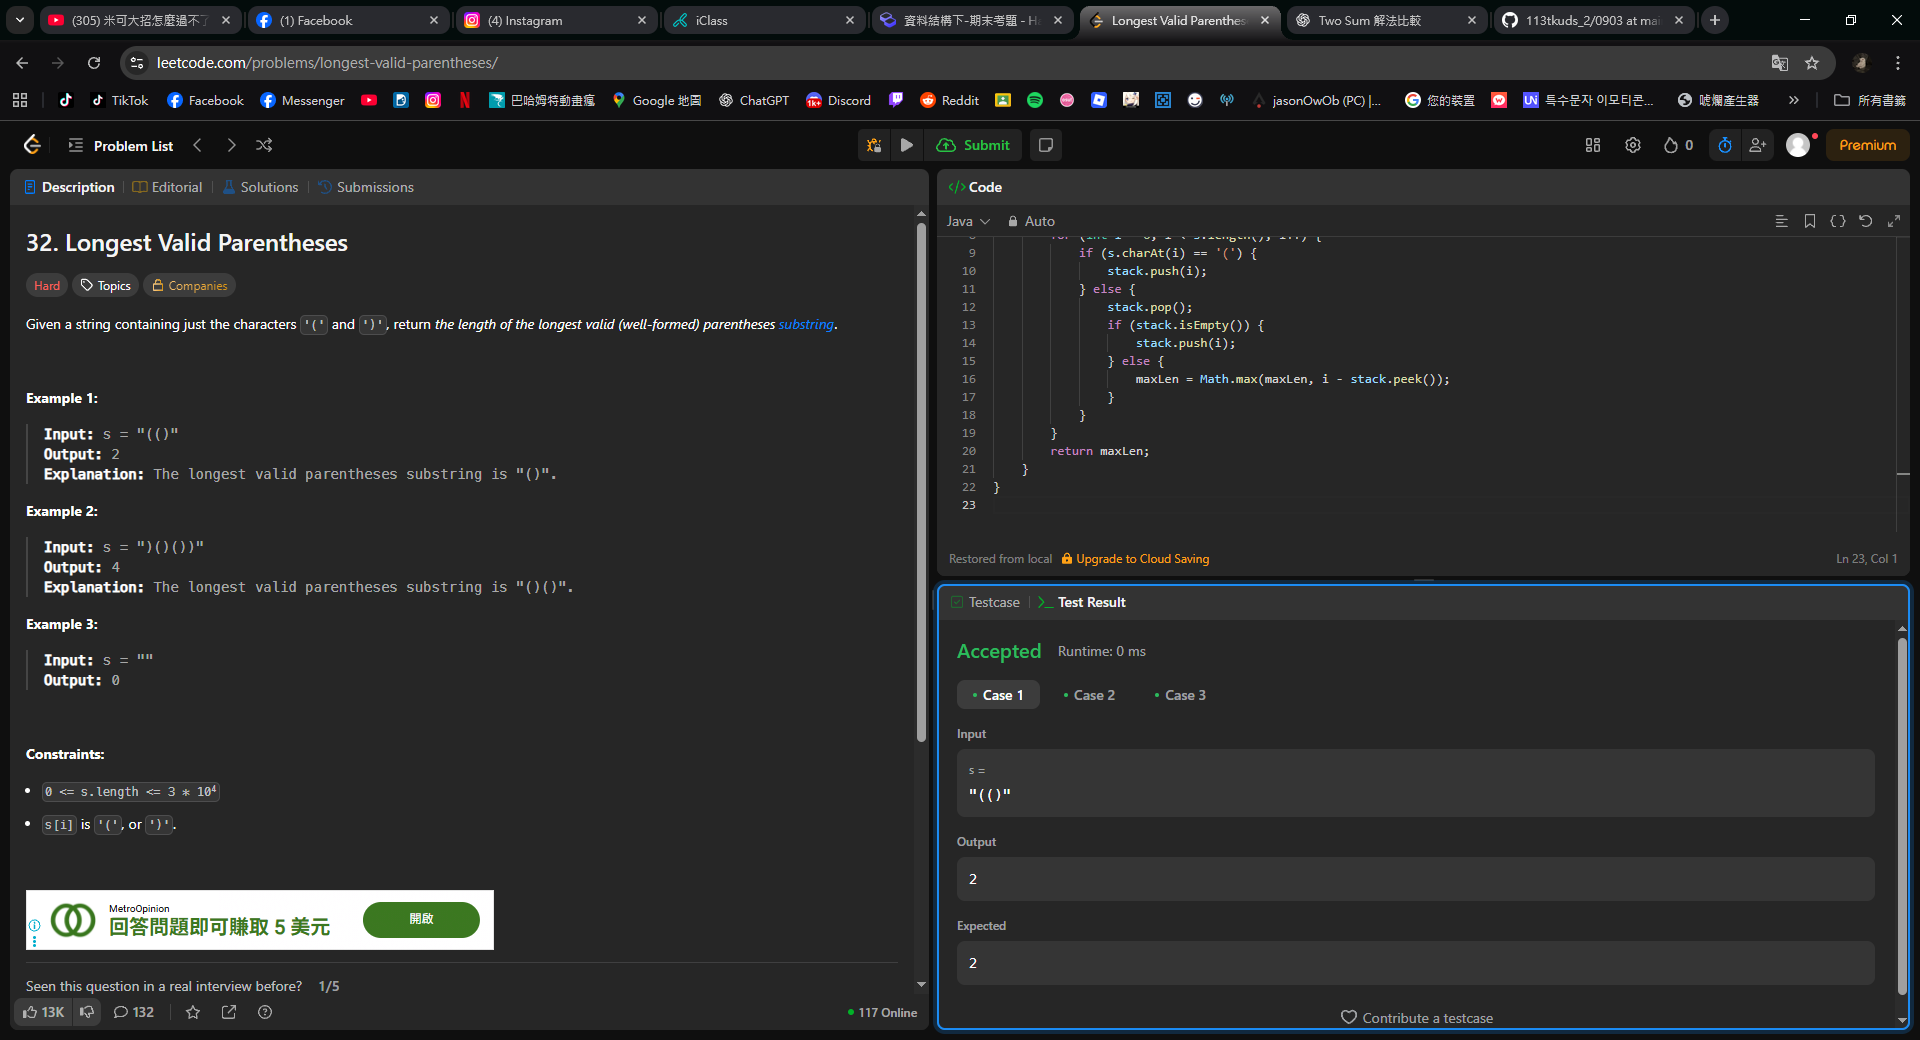 (305) 米可大招怎麼過不了
(1) Facebook
(4) Instagram
iClass
資料結構下-期末考題 - Ha
Longest Valid Parenthes
Two Sum 解法比較
113tkuds_2/0903 at mai
leetcode.com/problems/longest-valid-parentheses/
TikTok
Facebook
Messenger
巴哈姆特動畫瘋
Google 地圖
ChatGPT
Discord
Reddit
jasonOwOb (PC) |...
您的裝置
특수문자 이모티콘...
唬爛產生器
所有書籤
Problem List
Submit
0
Premium
Description
Editorial
Solutions
Submissions
32. Longest Valid Parentheses
Hard
Topics
Companies
Given a string containing just the characters '(' and ')', return the length of the longest valid (well-formed) parentheses substring.
Example 1:
Input: s = "(()"
Output: 2
Explanation: The longest valid parentheses substring is "()".
Example 2:
Input: s = ")()())"
Output: 4
Explanation: The longest valid parentheses substring is "()()".
Example 3:
Input: s = ""
Output: 0
Constraints:
0 <= s.length <= 3 * 10⁴
s[i] is '(', or ')'.
MetroOpinion
回答問題即可賺取 5 美元
開啟
Seen this question in a real interview before? 1/5
13K
132
117 Online
Code
Java
Auto
9 if (s.charAt(i) == '(') {
10 stack.push(i);
11 } else {
12 stack.pop();
13 if (stack.isEmpty()) {
14 stack.push(i);
15 } else {
16 maxLen = Math.max(maxLen, i - stack.peek());
17 }
18 }
19 }
20 return maxLen;
21 }
22 }
23
Restored from local
Upgrade to Cloud Saving
Ln 23, Col 1
Testcase
Test Result
Accepted
Runtime: 0 ms
Case 1
Case 2
Case 3
Input
s =
"(()"
Output
2
Expected
2
Contribute a testcase